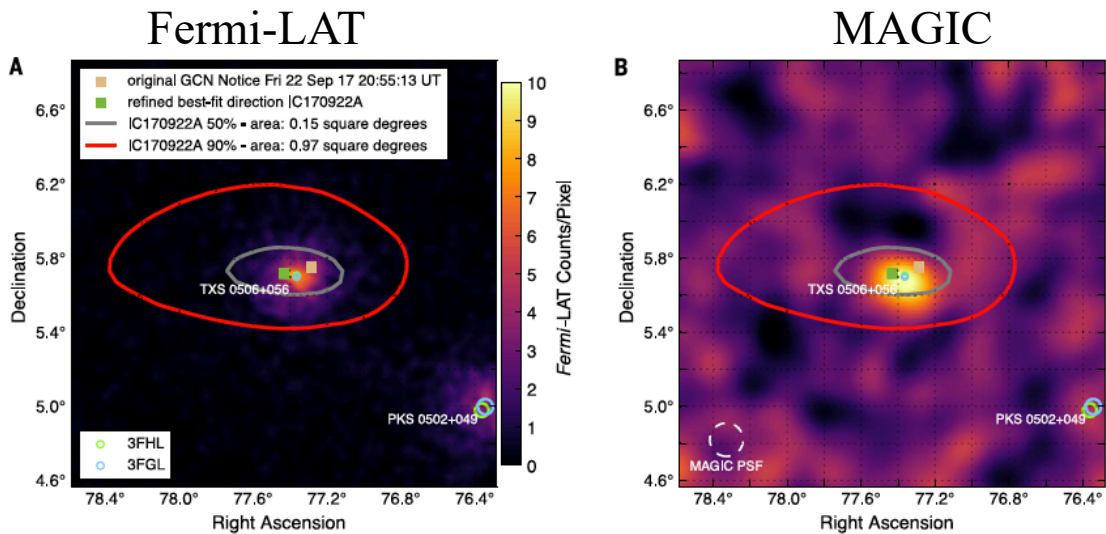 Fermi-LAT
MAGIC
A
original GCN Notice Fri 22 Sep 17 20:55:13 UT
refined best-fit direction IC170922A
IC170922A 50% - area: 0.15 square degrees
IC170922A 90% - area: 0.97 square degrees
6.6°
6.2°
5.8°
5.4°
5.0°
4.6°
Declination
TXS 0506+056
PKS 0502+049
3FHL
3FGL
78.4°
78.0°
77.6°
77.2°
76.8°
76.4°
Right Ascension
10
9
8
7
6
5
4
3
2
1
0
Fermi-LAT Counts/Pixel
B
6.6°
6.2°
5.8°
5.4°
5.0°
4.6°
Declination
TXS 0506+056
PKS 0502+049
MAGIC PSF
78.4°
78.0°
77.6°
77.2°
76.8°
76.4°
Right Ascension